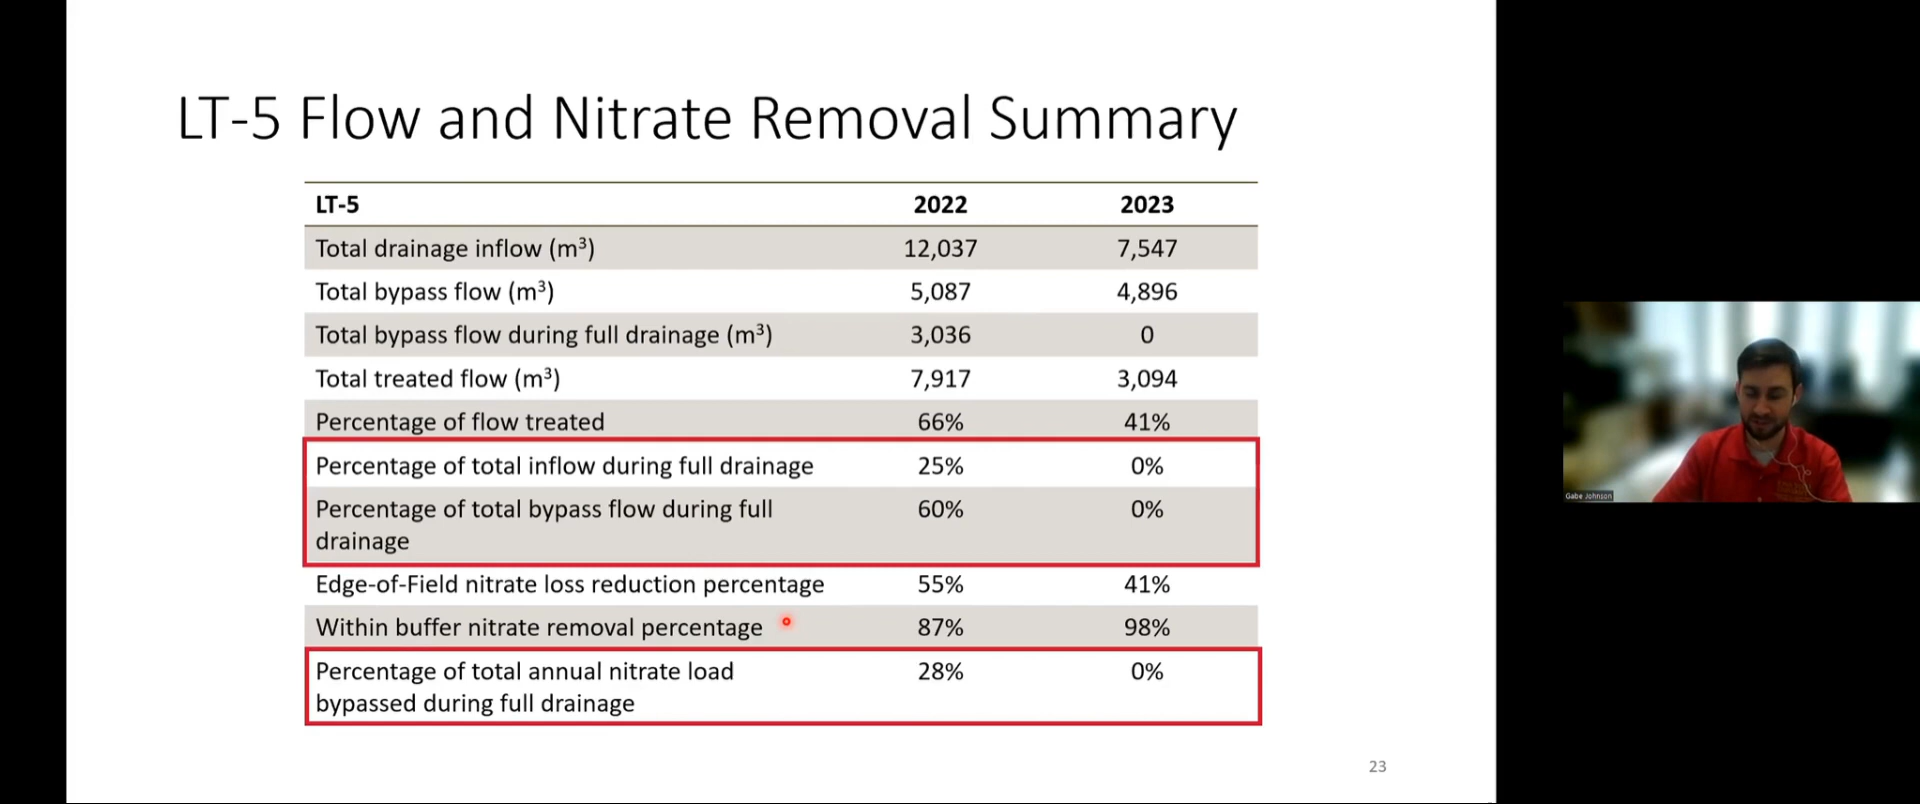 LT-5 Flow and Nitrate Removal Summary
LT-5 2022 2023
Total drainage inflow (m³) 12,037 7,547
Total bypass flow (m³) 5,087 4,896
Total bypass flow during full drainage (m³) 3,036 0
Total treated flow (m³) 7,917 3,094
Percentage of flow treated 66% 41%
Percentage of total inflow during full drainage 25% 0%
Percentage of total bypass flow during full 60% 0%
drainage
Edge-of-Field nitrate loss reduction percentage 55% 41%
Within buffer nitrate removal percentage 87% 98%
Percentage of total annual nitrate load 28% 0%
bypassed during full drainage
23
Gabe Johnson